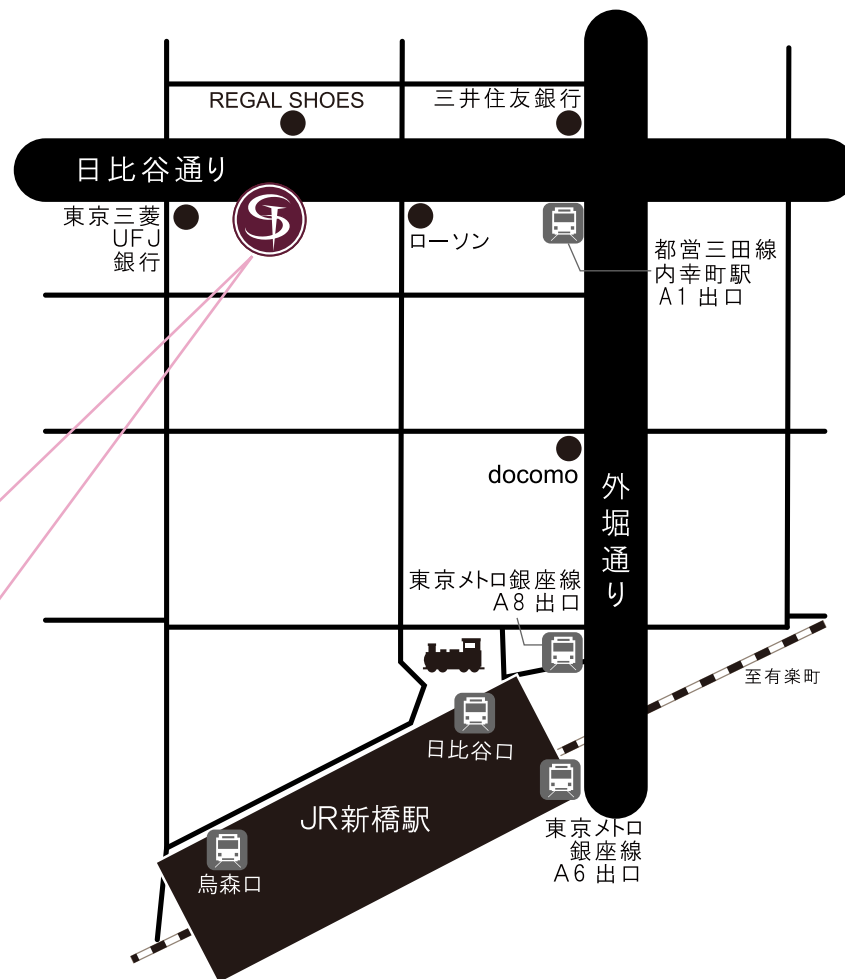 REGAL SHOES
三井住友銀行
日比谷通り
東京三菱
UFJ
銀行
ローソン
都営三田線
内幸町駅
A1 出口
docomo
外堀通り
東京メトロ銀座線
A8 出口
至有楽町
日比谷口
JR新橋駅
烏森口
東京メトロ
銀座線
A6 出口